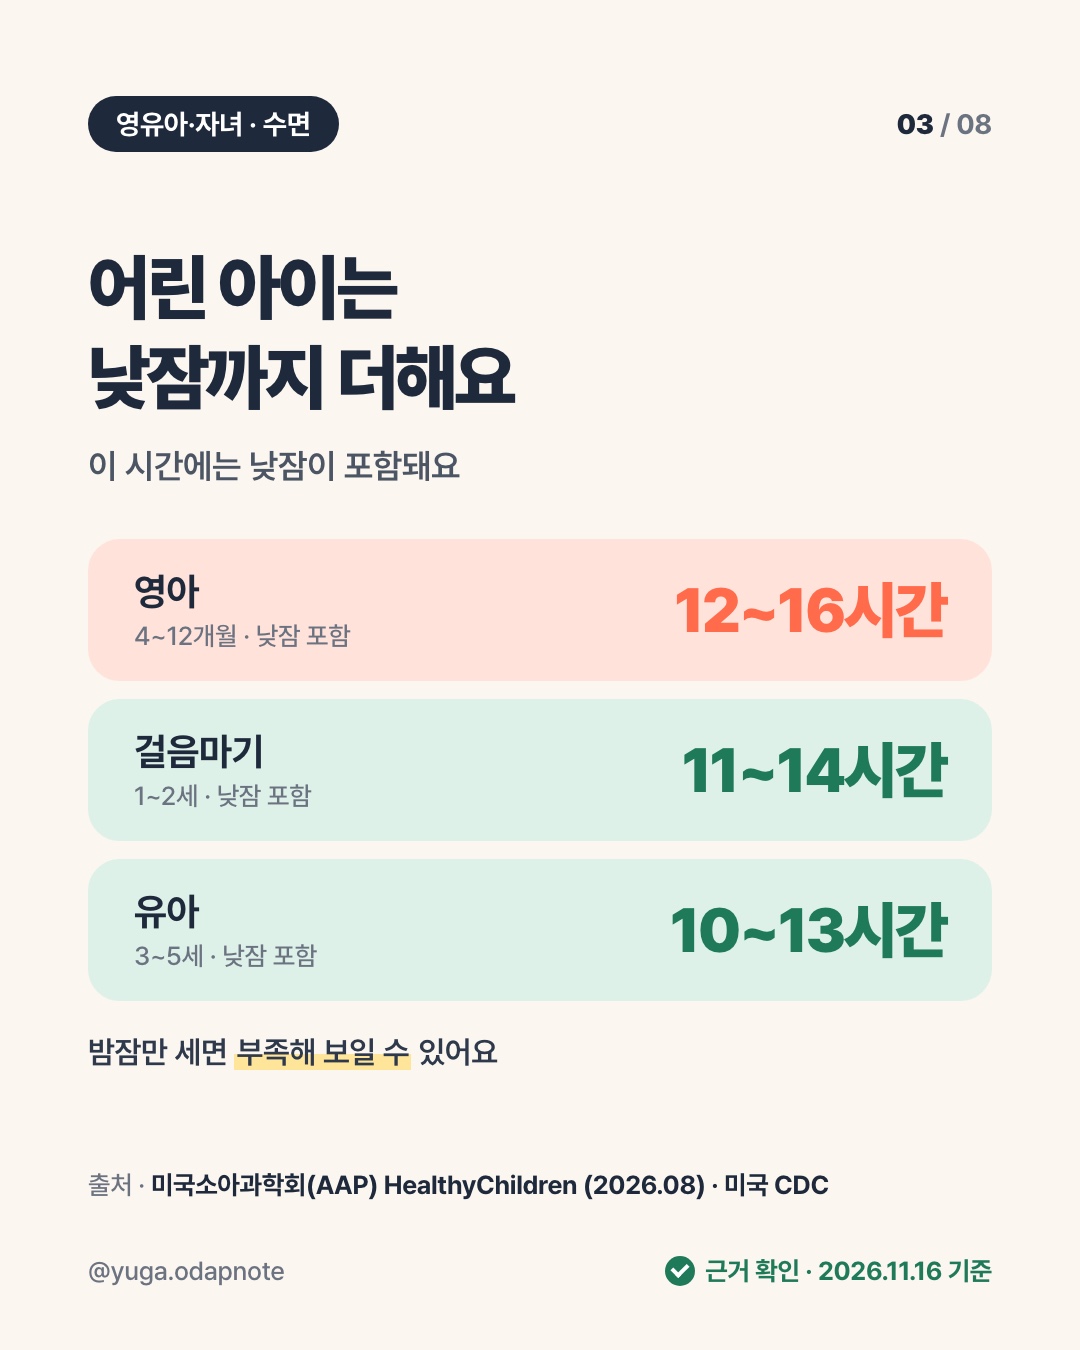 영유아·자녀 · 수면
03 / 08
어린 아이는
낮잠까지 더해요
이 시간에는 낮잠이 포함돼요
영아
4~12개월 · 낮잠 포함
12~16시간
걸음마기
1~2세 · 낮잠 포함
11~14시간
유아
3~5세 · 낮잠 포함
10~13시간
밤잠만 세면 부족해 보일 수 있어요
출처 · 미국소아과학회(AAP) HealthyChildren (2026.08) · 미국 CDC
@yuga.odapnote
근거 확인 · 2026.11.16 기준